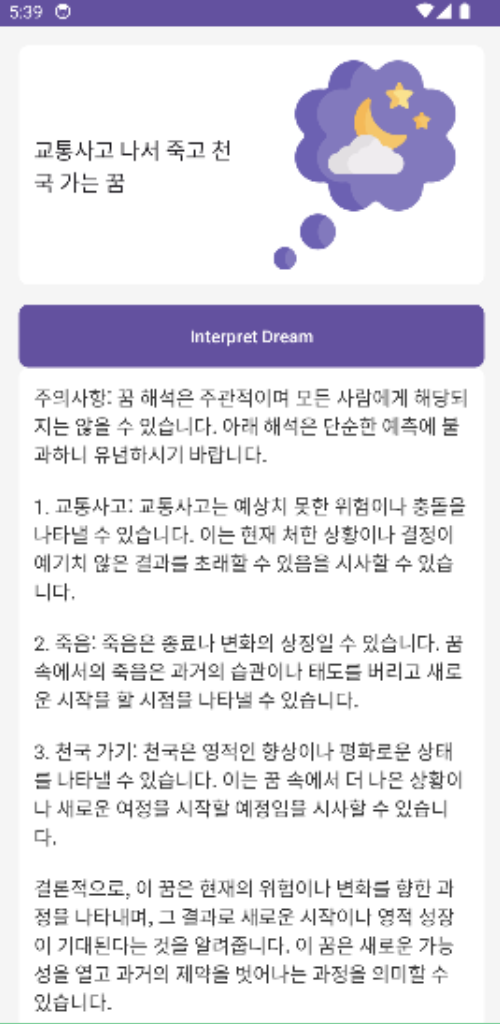 5:39
교통사고 나서 죽고 천
국 가는 꿈
Interpret Dream
주의사항: 꿈 해석은 주관적이며 모든 사람에게 해당되
지는 않을 수 있습니다. 아래 해석은 단순한 예측에 불
과하니 유념하시기 바랍니다.
1. 교통사고: 교통사고는 예상치 못한 위험이나 충돌을
나타낼 수 있습니다. 이는 현재 처한 상황이나 결정이
예기치 않은 결과를 초래할 수 있음을 시사할 수 있습
니다.
2. 죽음: 죽음은 종료나 변화의 상징일 수 있습니다. 꿈
속에서의 죽음은 과거의 습관이나 태도를 버리고 새로
운 시작을 할 시점을 나타낼 수 있습니다.
3. 천국 가기: 천국은 영적인 향상이나 평화로운 상태
를 나타낼 수 있습니다. 이는 꿈 속에서 더 나은 상황이
나 새로운 여정을 시작할 예정임을 시사할 수 있습니
다.
결론적으로, 이 꿈은 현재의 위험이나 변화를 향한 과
정을 나타내며, 그 결과로 새로운 시작이나 영적 성장
이 기대된다는 것을 알려줍니다. 이 꿈은 새로운 가능
성을 열고 과거의 제약을 벗어나는 과정을 의미할 수
있습니다.